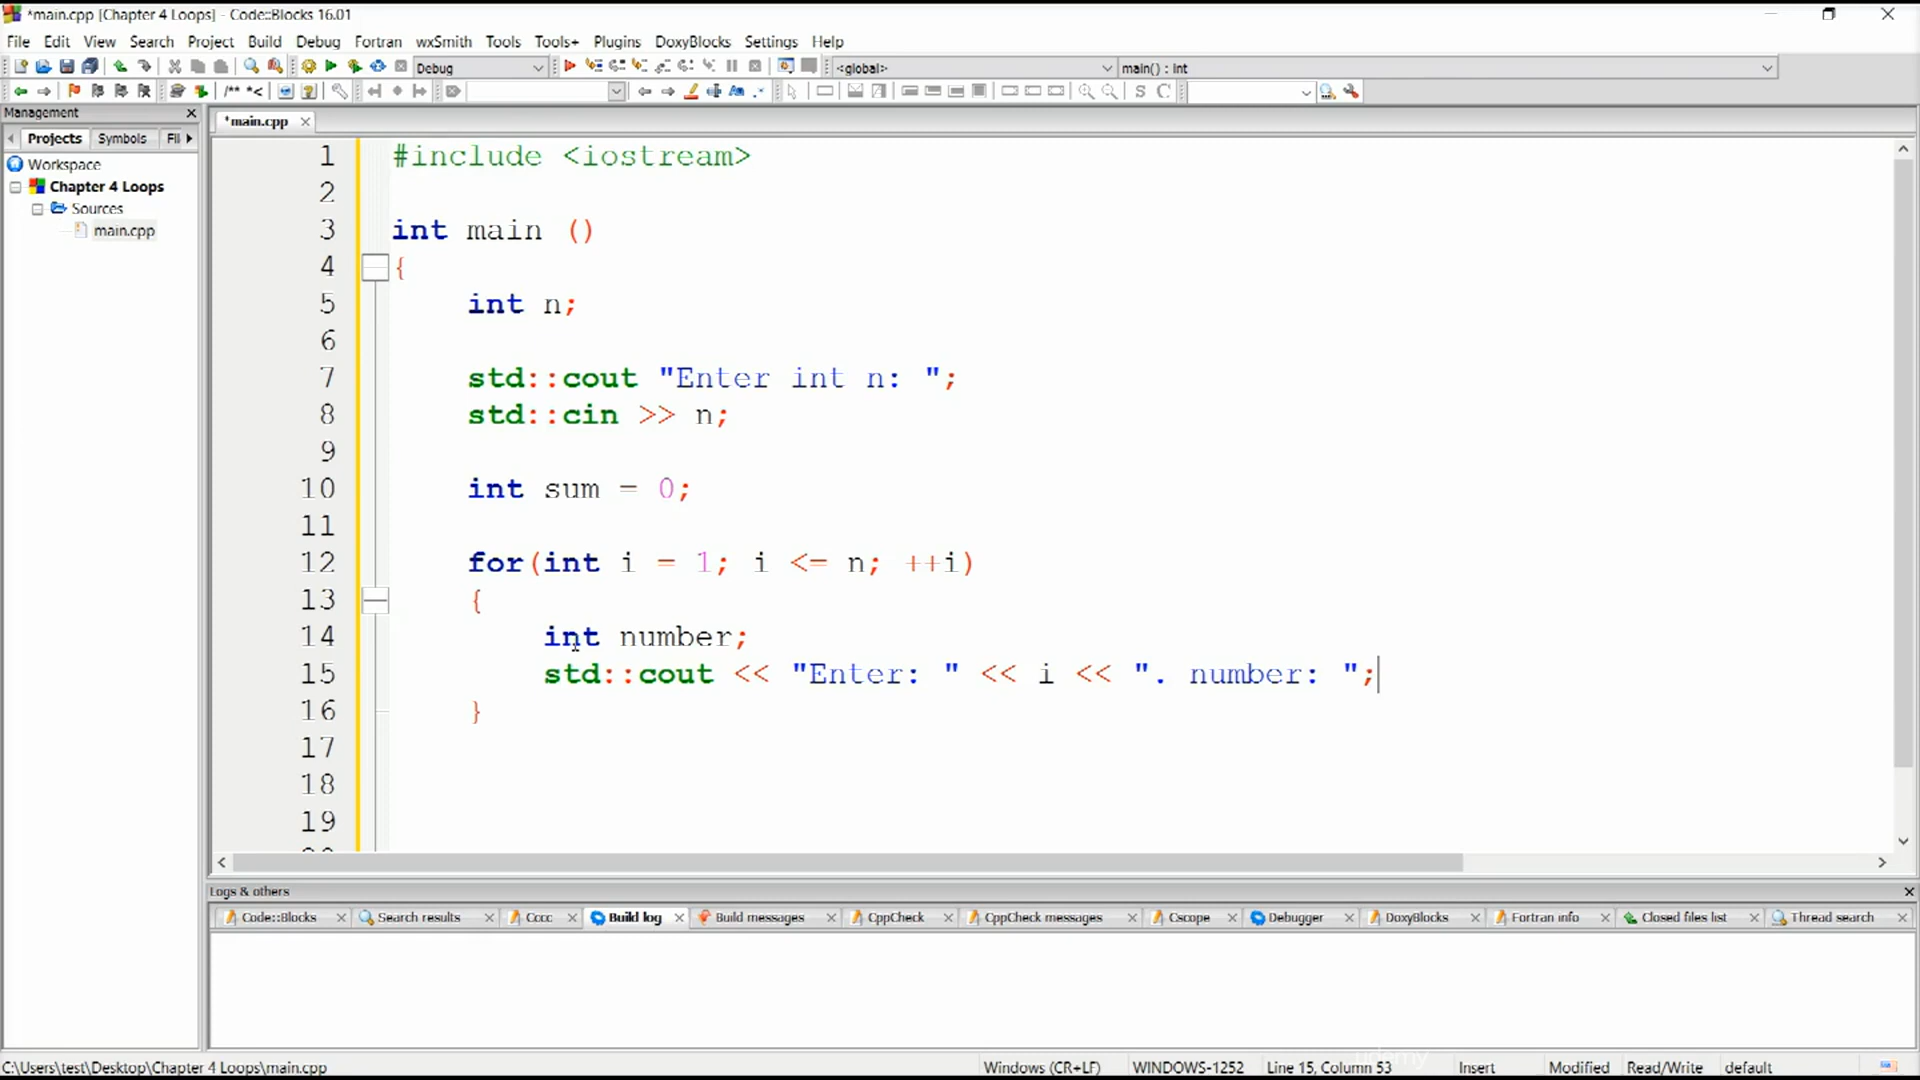 *main.cpp [Chapter 4 Loops] - Code::Blocks 16.01
File Edit View Search Project Build Debug Fortran wxSmith Tools Tools+ Plugins DoxyBlocks Settings Help
Debug <global> main() : int
/** *< S C
Management
Projects Symbols Fil
*main.cpp
Workspace
Chapter 4 Loops
Sources
main.cpp
1 #include <iostream>
2
3 int main ()
4 {
5 int n;
6
7 std::cout "Enter int n: ";
8 std::cin >> n;
9
10 int sum = 0;
11
12 for(int i = 1; i <= n; ++i)
13 {
14 int number;
15 std::cout << "Enter: " << i << ". number: ";
16 }
17
18
19
Logs & others
Code::Blocks Search results Cccc Build log Build messages CppCheck CppCheck messages Cscope Debugger DoxyBlocks Fortran info Closed files list Thread search
udemy
C:\Users\test\Desktop\Chapter 4 Loops\main.cpp Windows (CR+LF) WINDOWS-1252 Line 15, Column 53 Insert Modified Read/Write default